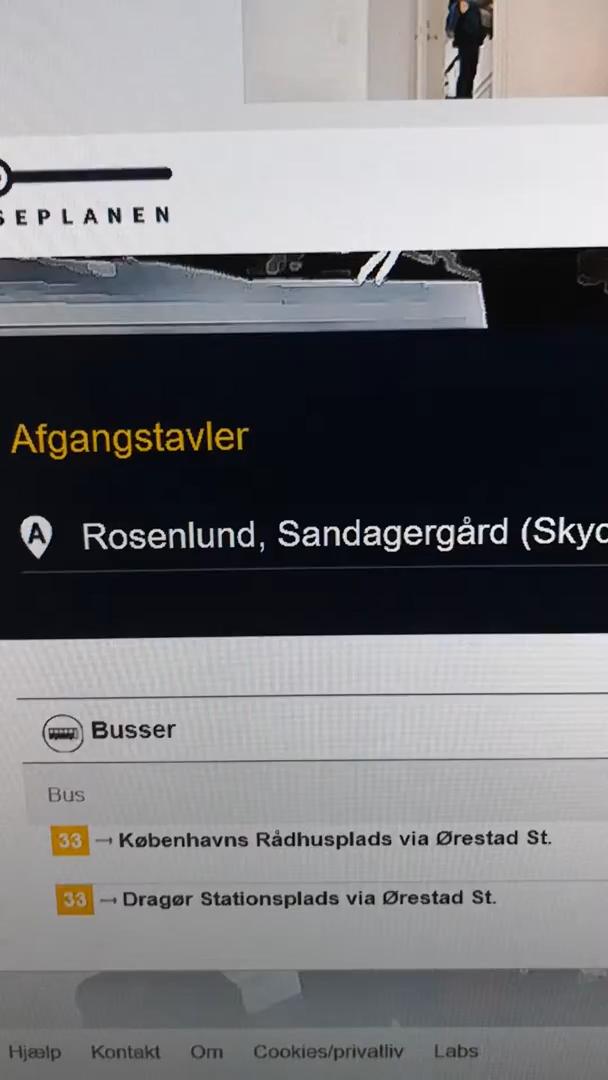 SEPLANEN
Afgangstavler
A Rosenlund, Sandagergård (Skyc
Busser
Bus
33 → Københavns Rådhusplads via Ørestad St.
33 → Dragør Stationsplads via Ørestad St.
Hjælp Kontakt Om Cookies/privatliv Labs